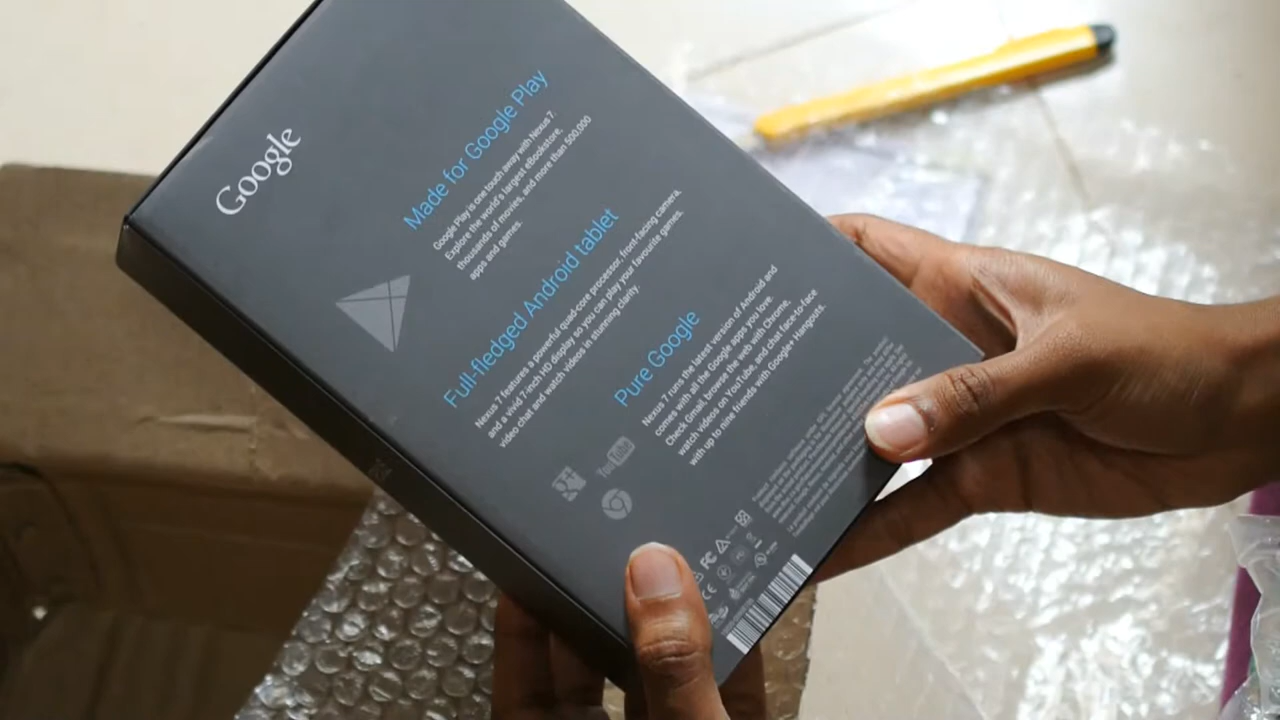 Google
Made for Google Play
Google Play is one touch away with Nexus 7.
Explore the world's largest eBookstore,
thousands of movies, and more than 500,000
apps and games.
Full-fledged Android tablet
Nexus 7 features a powerful quad-core processor, front-facing camera,
and a vivid 7-inch HD display so you can play your favourite games,
video chat and watch videos in stunning clarity.
Pure Google
Nexus 7 runs the latest version of Android and
comes with all the Google apps you love.
Check Gmail, browse the web with Chrome,
watch videos on YouTube, and chat face-to-face
with up to nine friends with Google+ Hangouts.
YouTube
FC
CE